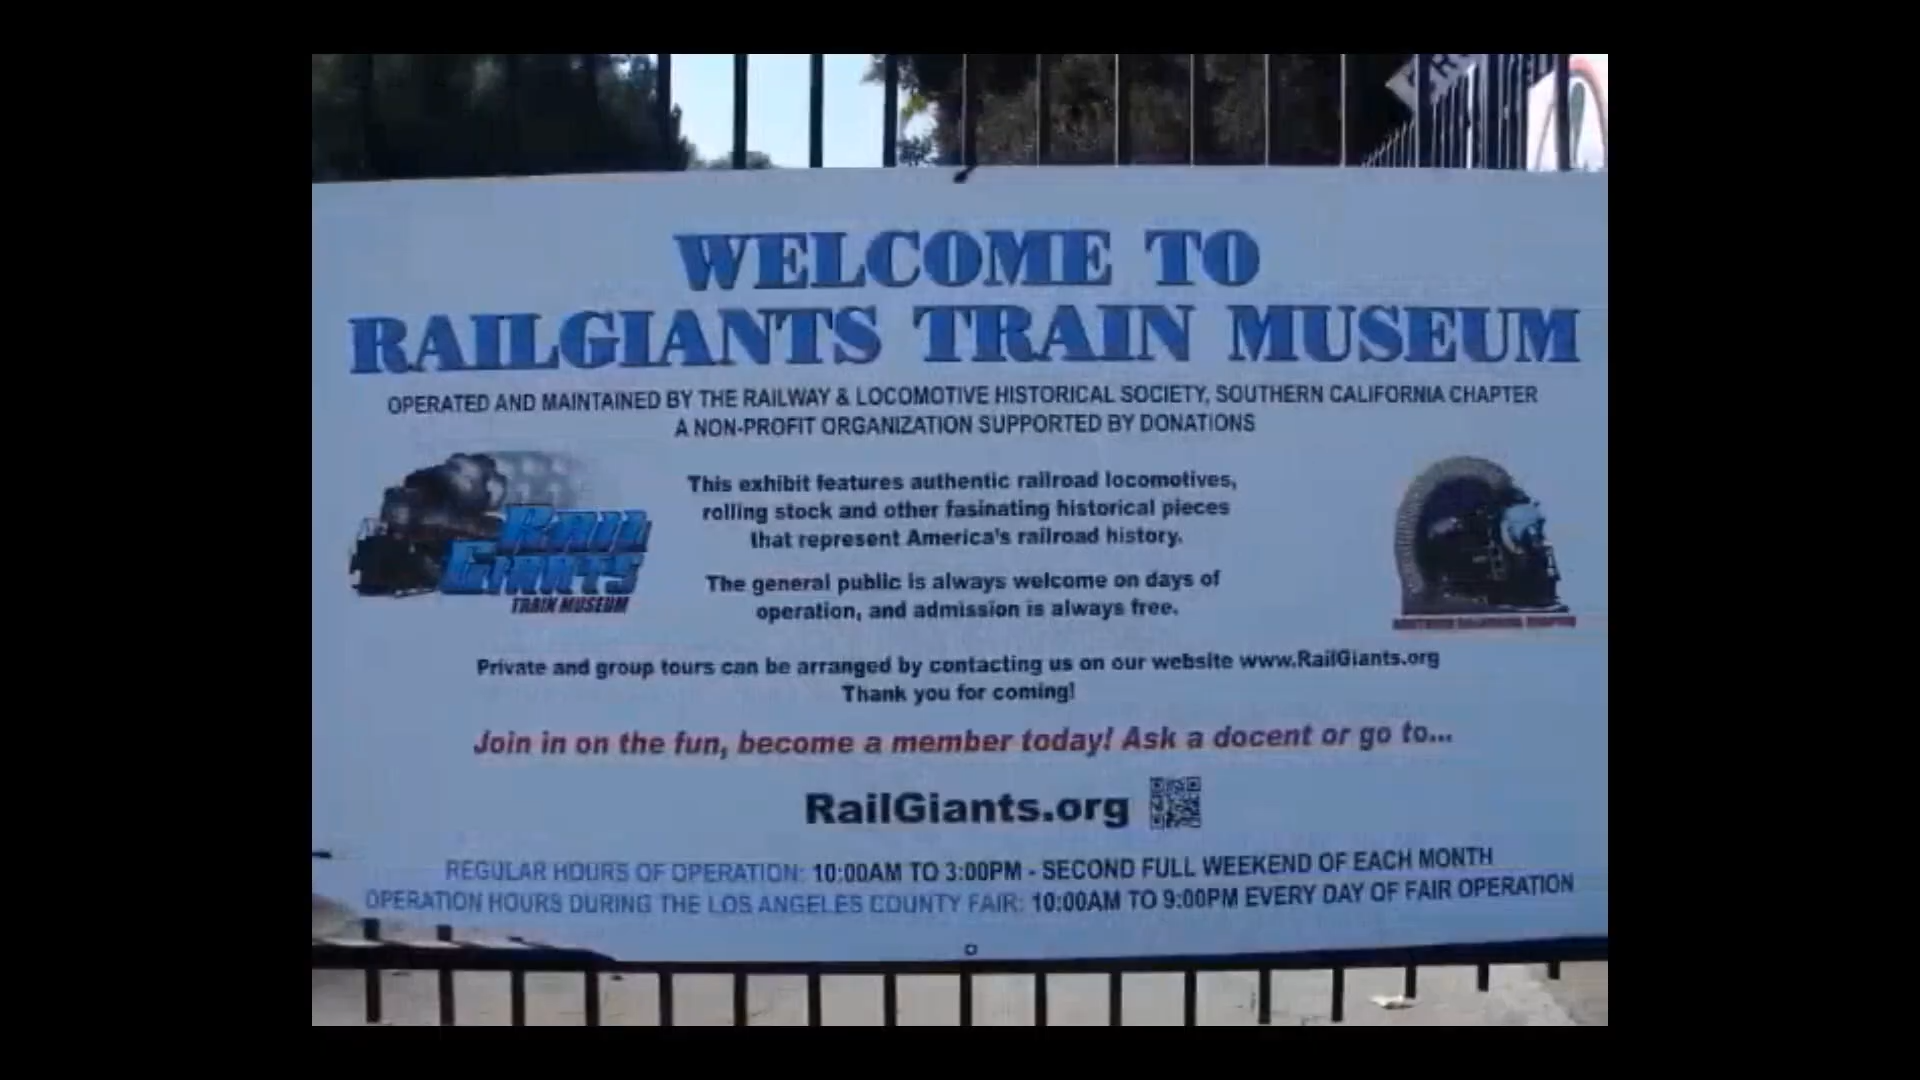 WELCOME TO
RAILGIANTS TRAIN MUSEUM
OPERATED AND MAINTAINED BY THE RAILWAY & LOCOMOTIVE HISTORICAL SOCIETY, SOUTHERN CALIFORNIA CHAPTER
A NON-PROFIT ORGANIZATION SUPPORTED BY DONATIONS
This exhibit features authentic railroad locomotives,
rolling stock and other fasinating historical pieces
that represent America's railroad history.
RAIL
GIANTS
TRAIN MUSEUM
The general public is always welcome on days of
operation, and admission is always free.
Private and group tours can be arranged by contacting us on our website www.RailGiants.org
Thank you for coming!
Join in on the fun, become a member today! Ask a docent or go to...
RailGiants.org
REGULAR HOURS OF OPERATION: 10:00AM TO 3:00PM - SECOND FULL WEEKEND OF EACH MONTH
OPERATION HOURS DURING THE LOS ANGELES COUNTY FAIR: 10:00AM TO 9:00PM EVERY DAY OF FAIR OPERATION